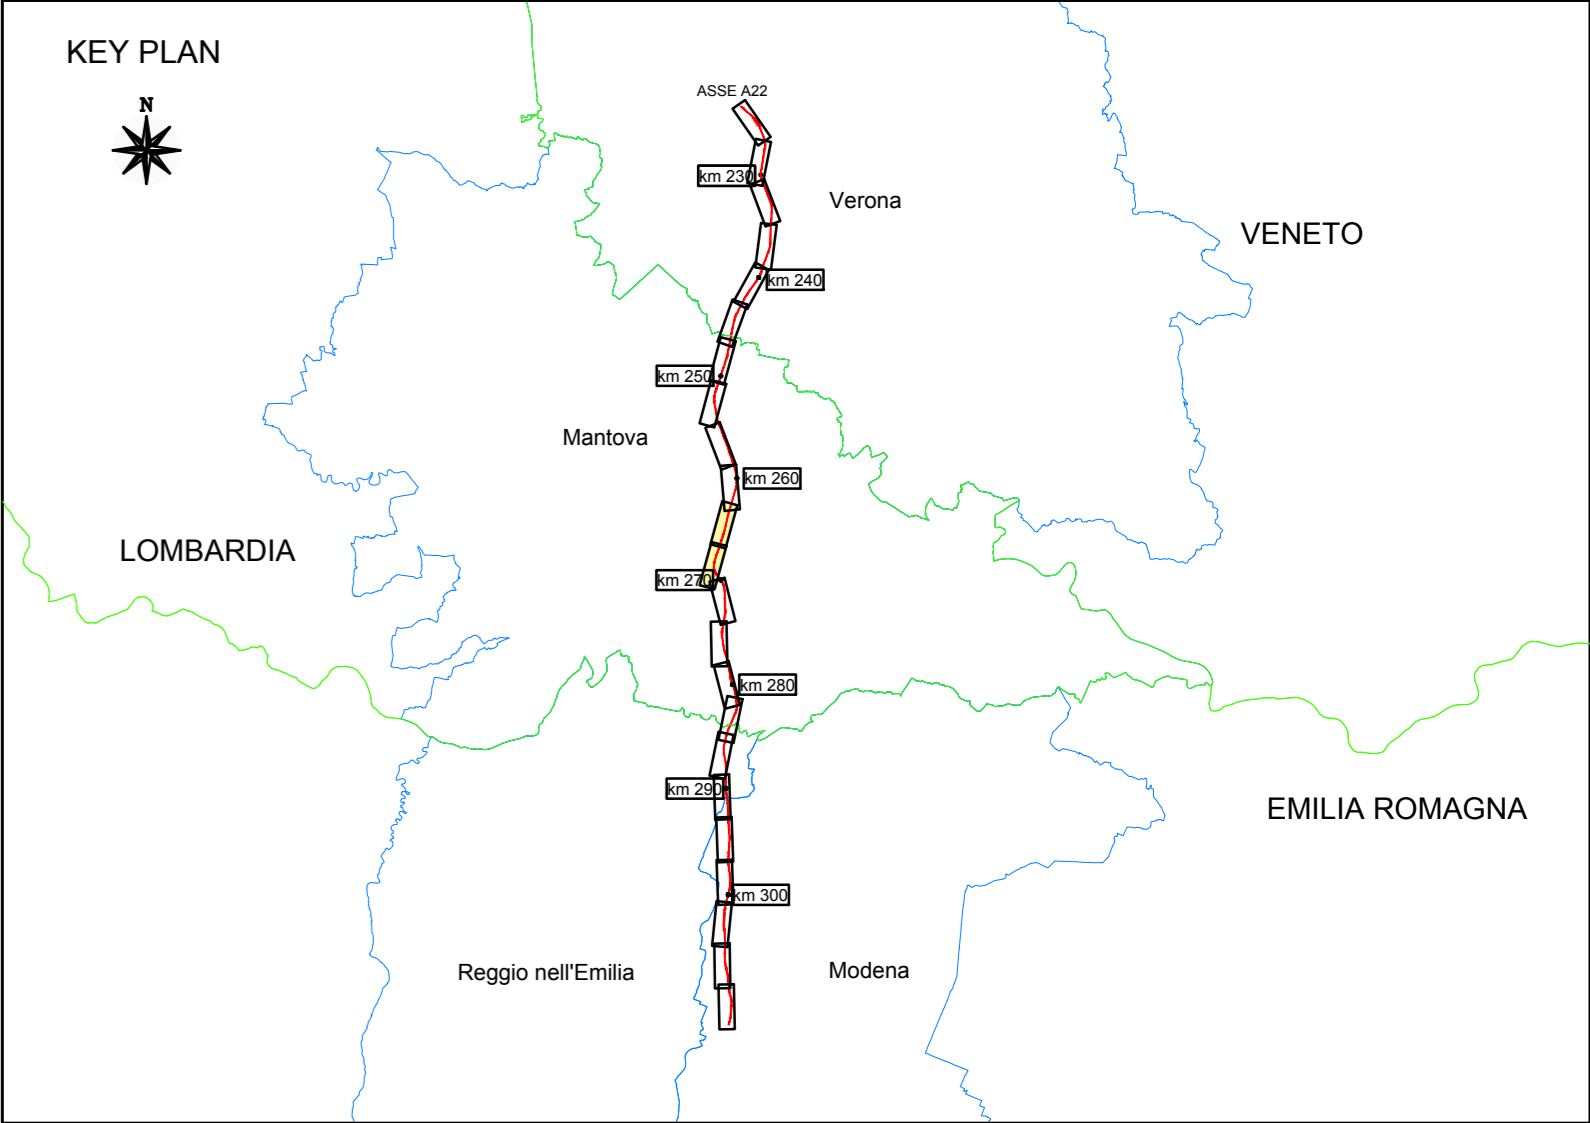 KEY PLAN
N
ASSE A22
km 230
Verona
VENETO
km 240
km 250
Mantova
km 260
LOMBARDIA
km 270
km 280
km 290
EMILIA ROMAGNA
km 300
Reggio nell'Emilia
Modena